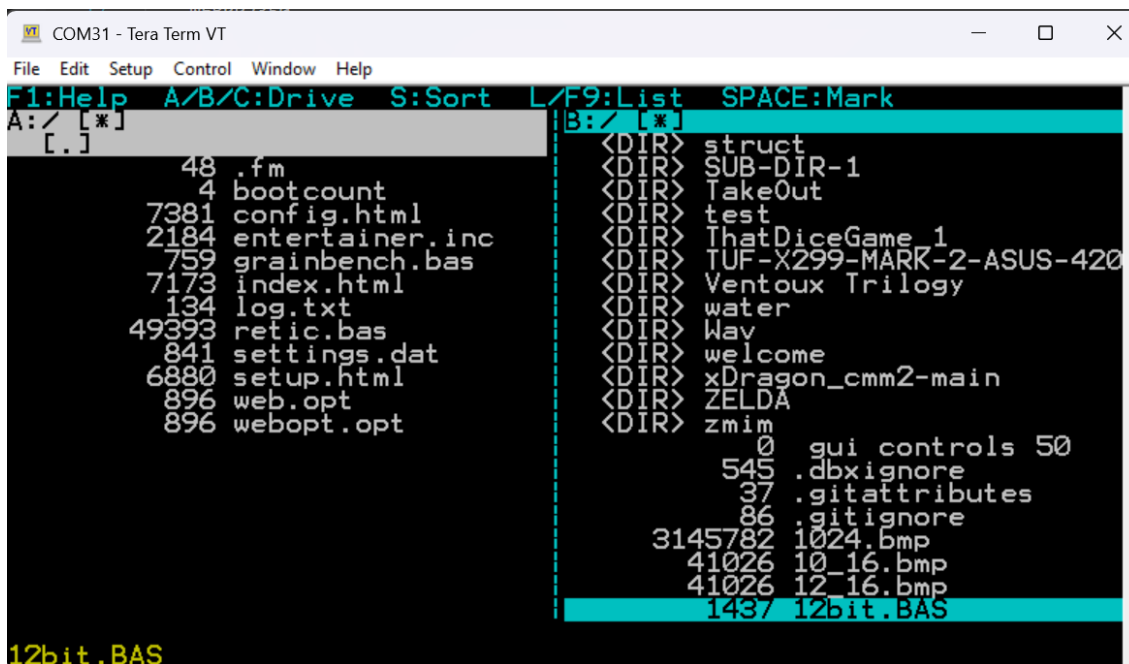 COM31 - Tera Term VT
File Edit Setup Control Window Help
F1:Help A/B/C:Drive S:Sort L/F9:List SPACE:Mark
A:/ [*]
[.]
48 .fm
4 bootcount
7381 config.html
2184 entertainer.inc
759 grainbench.bas
7173 index.html
134 log.txt
49393 retic.bas
841 settings.dat
6880 setup.html
896 web.opt
896 webopt.opt
B:/ [*]
<DIR> struct
<DIR> SUB-DIR-1
<DIR> TakeOut
<DIR> test
<DIR> ThatDiceGame_1
<DIR> TUF-X299-MARK-2-ASUS-420
<DIR> Ventoux Trilogy
<DIR> water
<DIR> Wav
<DIR> welcome
<DIR> xDragon_cmm2-main
<DIR> ZELDA
<DIR> zmim
0 gui controls 50
545 .dbxignore
37 .gitattributes
86 .gitignore
3145782 1024.bmp
41026 10_16.bmp
41026 12_16.bmp
1437 12bit.BAS
12bit.BAS